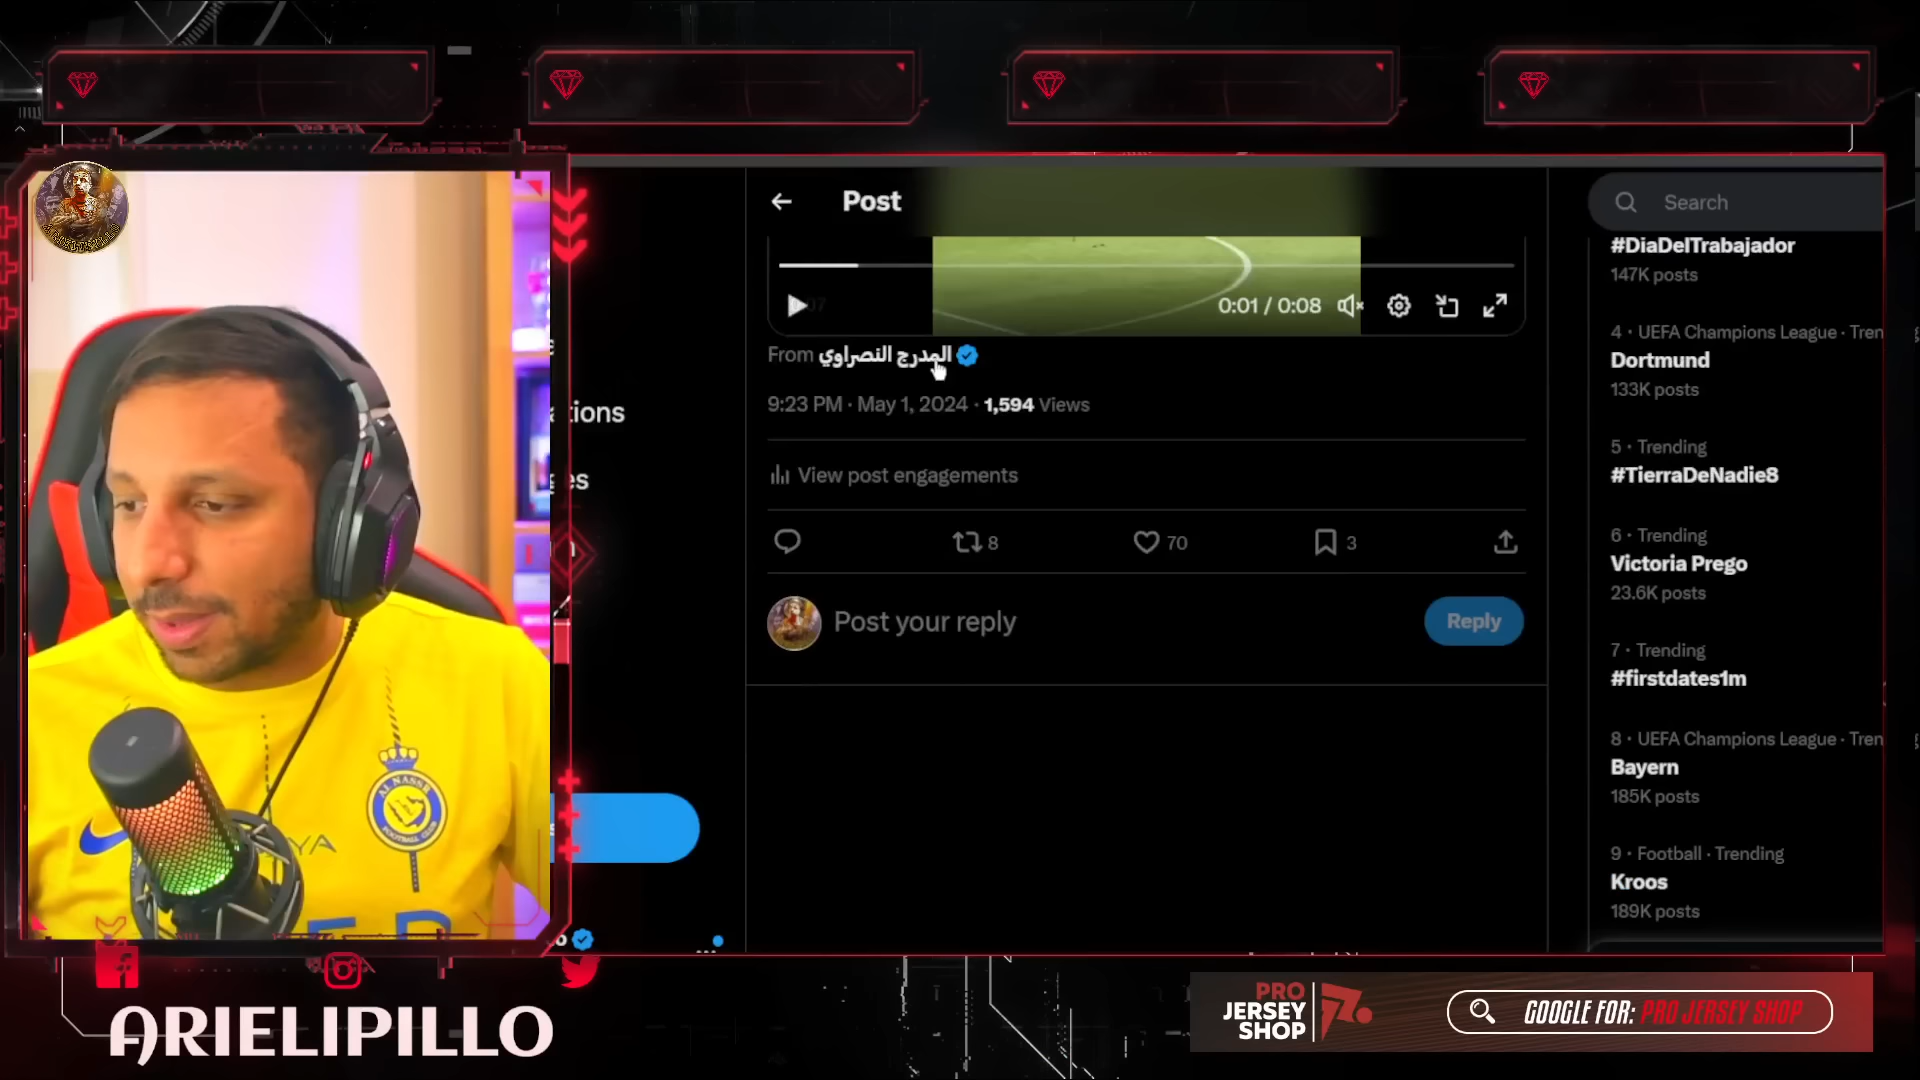 Post
Search
#DiaDelTrabajador
147K posts
0:01 / 0:08
From المدرج النصراوي
9:23 PM · May 1, 2024 · 1,594 Views
View post engagements
8
70
3
Post your reply
Reply
4 · UEFA Champions League · Tren
Dortmund
133K posts
5 · Trending
#TierraDeNadie8
6 · Trending
Victoria Prego
23.6K posts
7 · Trending
#firstdates1m
8 · UEFA Champions League · Tren
Bayern
185K posts
9 · Football · Trending
Kroos
189K posts
tions
es
AL NASSR
FOOTBALL CLUB
ARIELIPILLO
PRO
JERSEY
SHOP
GOOGLE FOR: PRO JERSEY SHOP